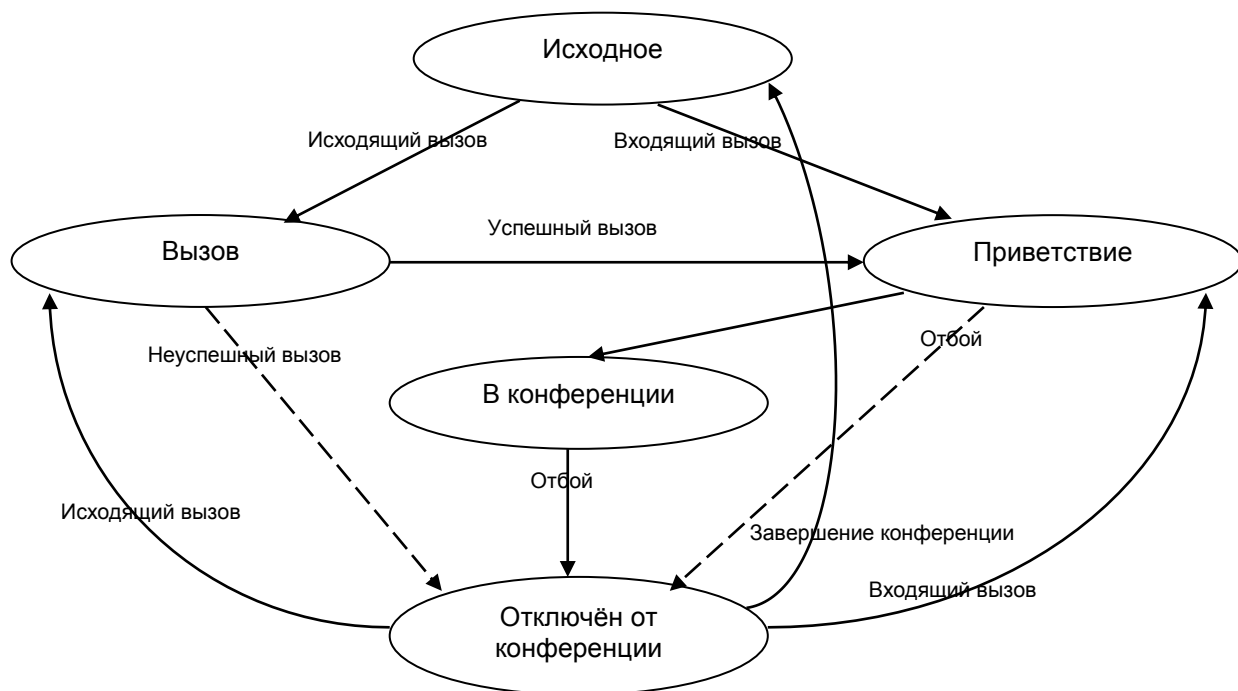 Исходное
Исходящий вызов
Входящий вызов
Успешный вызов
Вызов
Приветствие
Неуспешный вызов
Отбой
В конференции
Отбой
Исходящий вызов
Завершение конференции
Входящий вызов
Отключён от
конференции